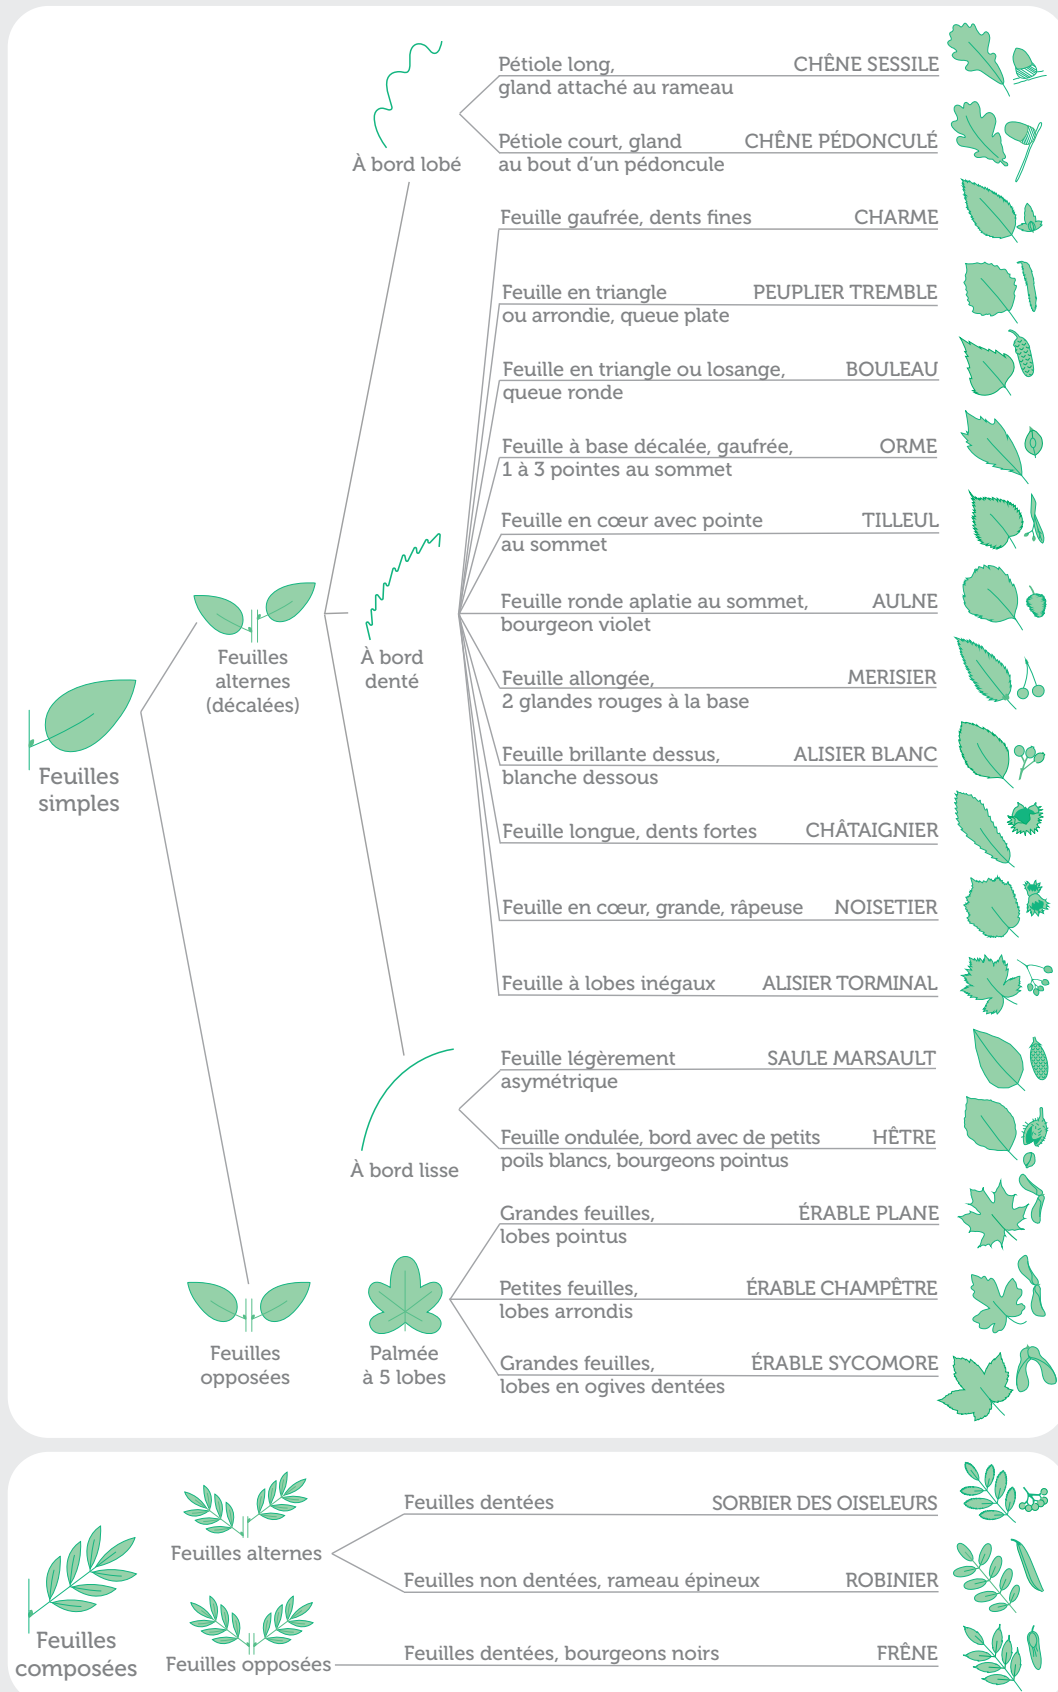 Pétiole long, CHÊNE SESSILE
gland attaché au rameau
Pétiole court, gland CHÊNE PÉDONCULÉ
au bout d'un pédoncule
À bord lobé
Feuille gaufrée, dents fines CHARME
Feuille en triangle PEUPLIER TREMBLE
ou arrondie, queue plate
Feuille en triangle ou losange, BOULEAU
queue ronde
Feuille à base décalée, gaufrée, ORME
1 à 3 pointes au sommet
Feuille en cœur avec pointe TILLEUL
au sommet
Feuille ronde aplatie au sommet, AULNE
bourgeon violet
Feuilles
alternes
(décalées)
À bord
denté
Feuille allongée, MERISIER
2 glandes rouges à la base
Feuille brillante dessus, ALISIER BLANC
blanche dessous
Feuilles
simples
Feuille longue, dents fortes CHÂTAIGNIER
Feuille en cœur, grande, râpeuse NOISETIER
Feuille à lobes inégaux ALISIER TORMINAL
Feuille légèrement SAULE MARSAULT
asymétrique
Feuille ondulée, bord avec de petits HÊTRE
poils blancs, bourgeons pointus
À bord lisse
Grandes feuilles, ÉRABLE PLANE
lobes pointus
Petites feuilles, ÉRABLE CHAMPÊTRE
lobes arrondis
Feuilles
opposées
Palmée
à 5 lobes
Grandes feuilles, ÉRABLE SYCOMORE
lobes en ogives dentées
Feuilles dentées SORBIER DES OISELEURS
Feuilles alternes
Feuilles non dentées, rameau épineux ROBINIER
Feuilles
composées
Feuilles opposées
Feuilles dentées, bourgeons noirs FRÊNE